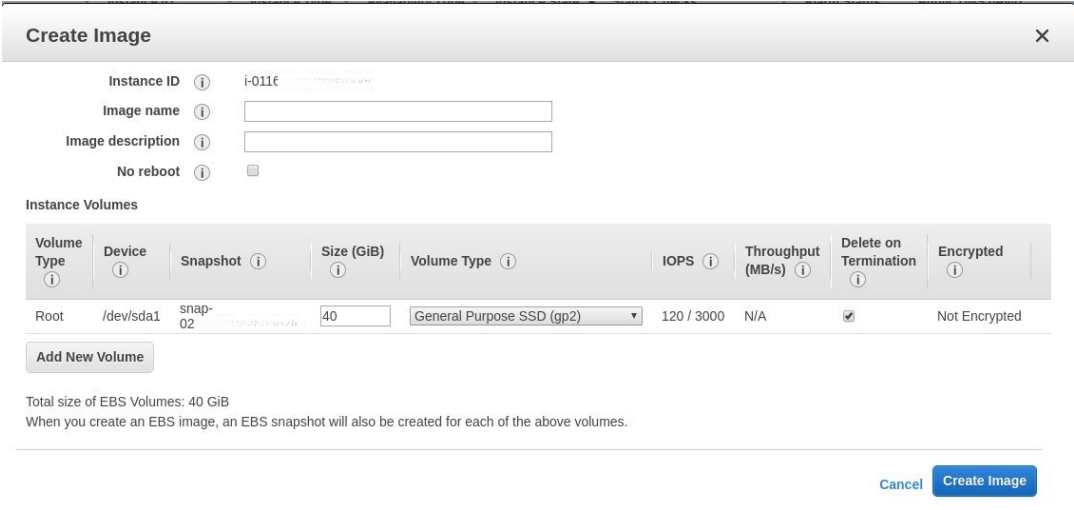 Create Image
Instance ID i-0116
Image name
Image description
No reboot
Instance Volumes
Volume Type Device Snapshot Size (GiB) Volume Type IOPS Throughput (MB/s) Delete on Termination Encrypted
Root /dev/sda1 snap-02 40 General Purpose SSD (gp2) 120 / 3000 N/A Not Encrypted
Add New Volume
Total size of EBS Volumes: 40 GiB
When you create an EBS image, an EBS snapshot will also be created for each of the above volumes.
Cancel Create Image